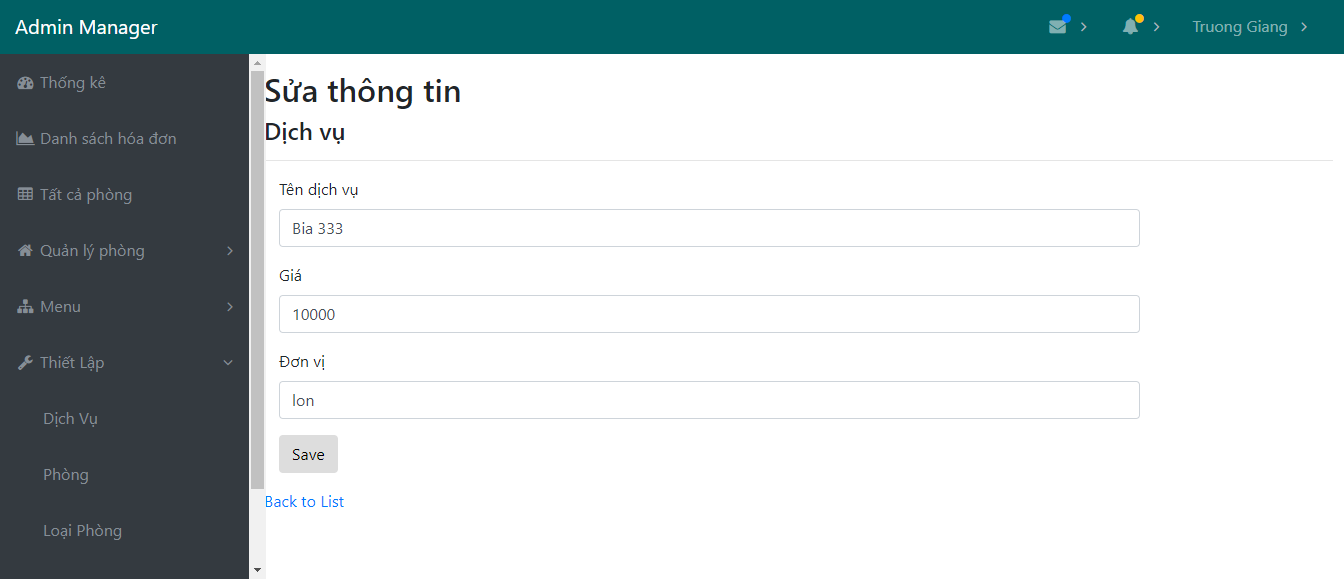 Admin Manager
Truong Giang
Thống kê
Danh sách hóa đơn
Tất cả phòng
Quản lý phòng
Menu
Thiết Lập
Dịch Vụ
Phòng
Loại Phòng
Sửa thông tin
Dịch vụ
Tên dịch vụ
Bia 333
Giá
10000
Đơn vị
lon
Save
Back to List